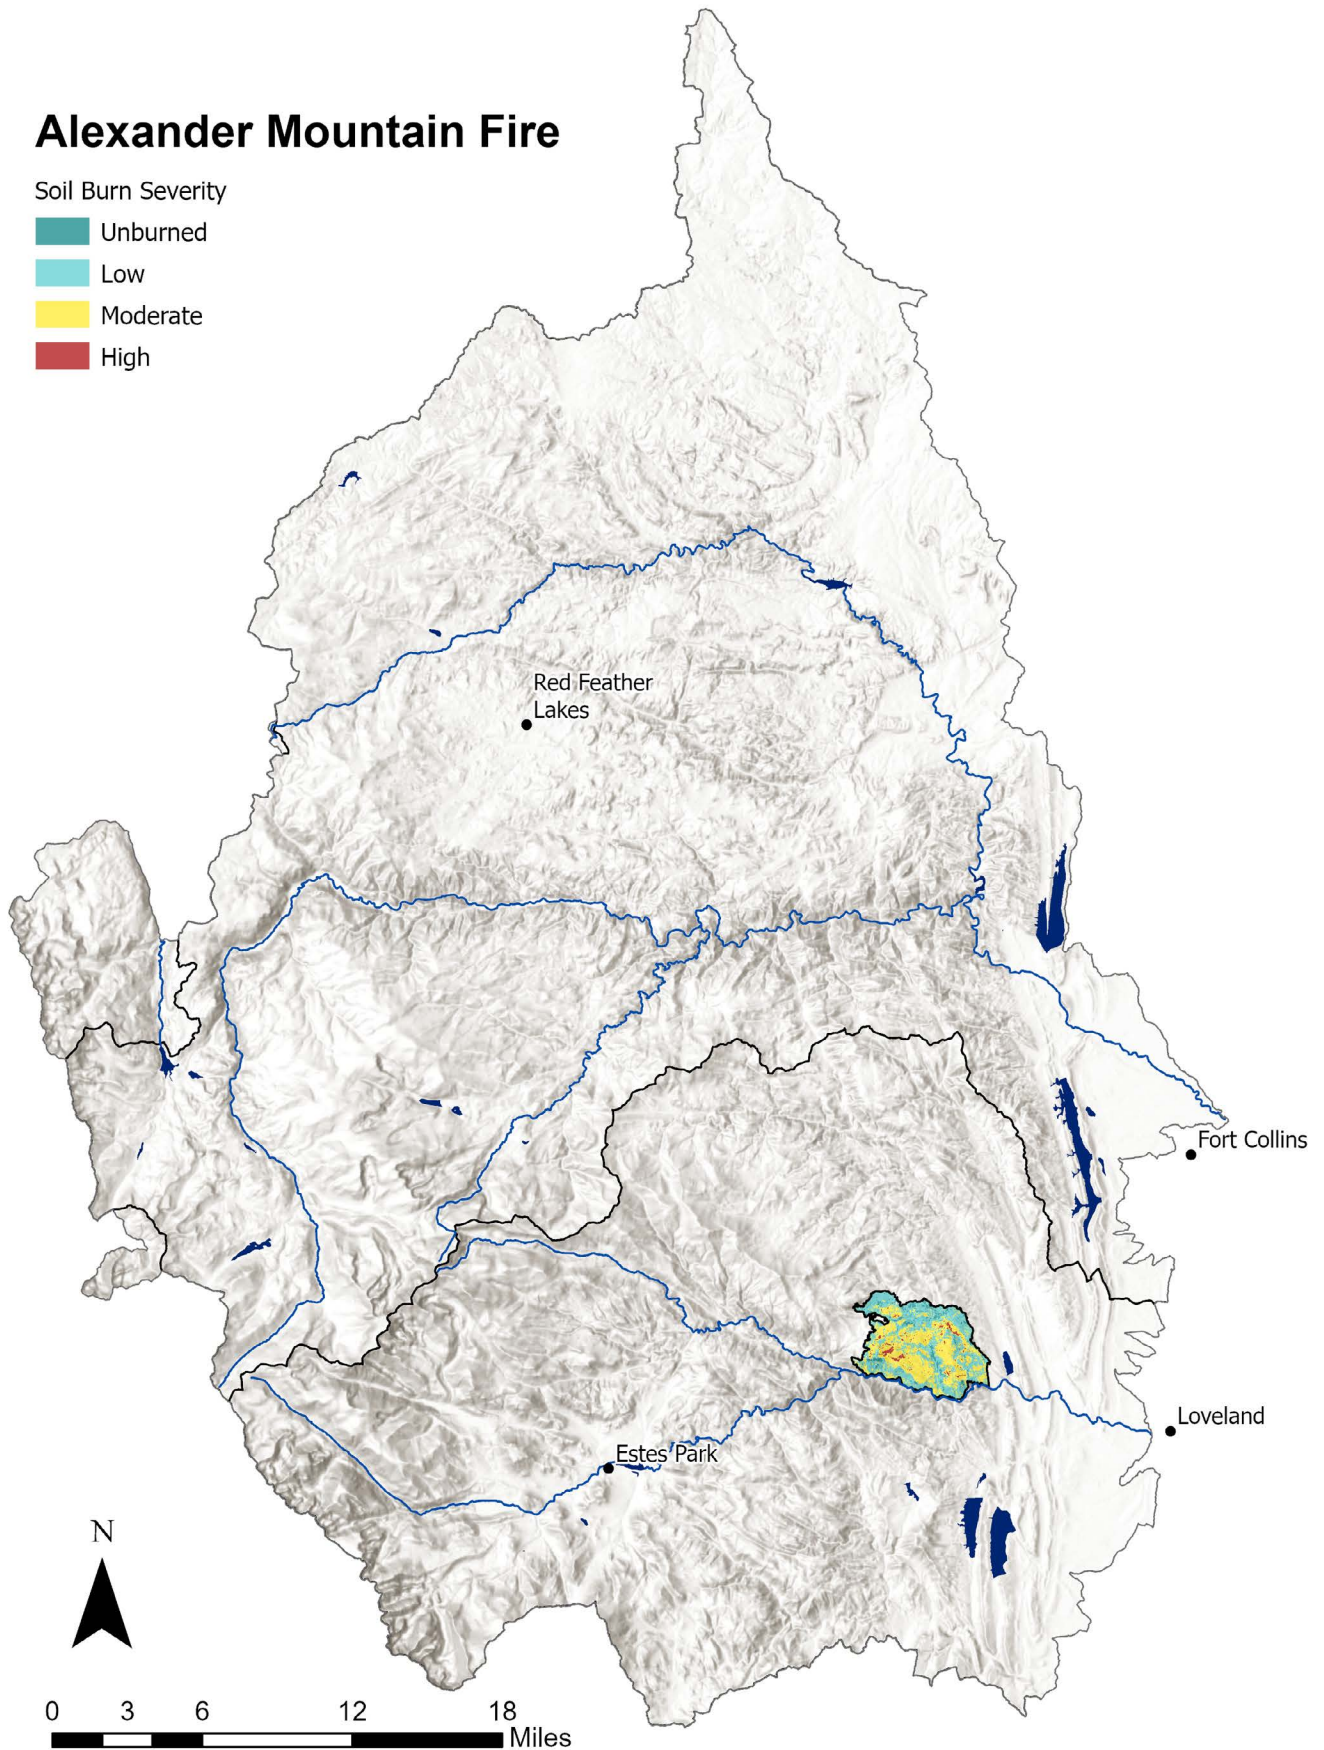 Alexander Mountain Fire
Soil Burn Severity
Unburned
Low
Moderate
High
Red Feather
Lakes
Fort Collins
Loveland
Estes Park
N
0 3 6 12 18
Miles